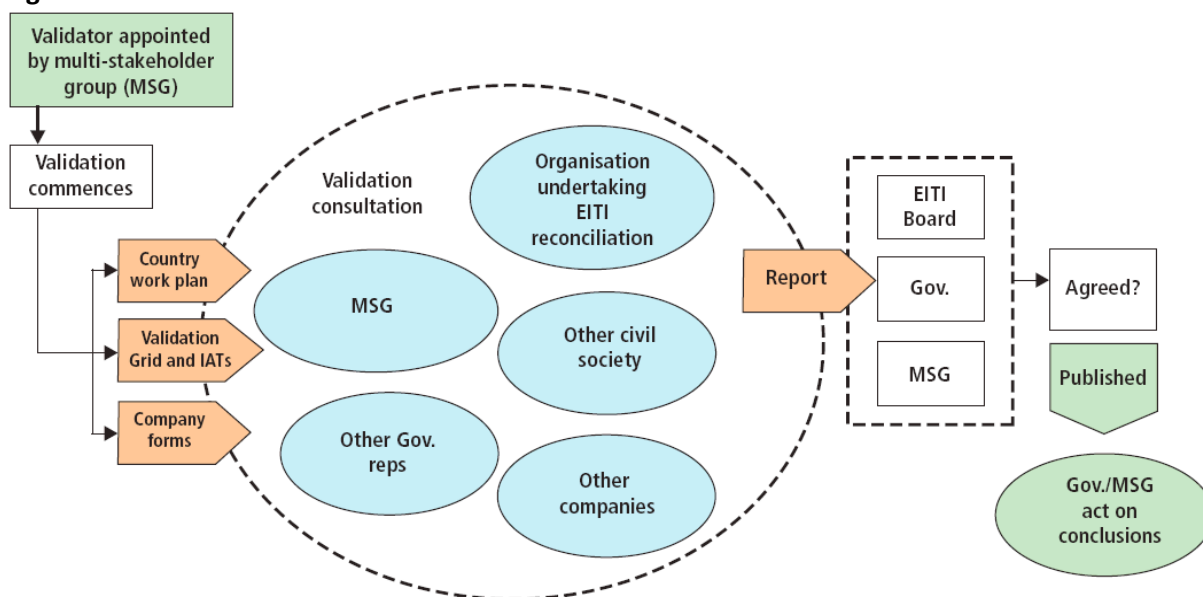 Validator appointed
by multi-stakeholder
group (MSG)
Validation
commences
Country
work plan
Validation
Grid and IATs
Company
forms
Validation
consultation
Organisation
undertaking
EITI
reconciliation
MSG
Other civil
society
Other Gov.
reps
Other
companies
Report
EITI
Board
Gov.
MSG
Agreed?
Published
Gov./MSG
act on
conclusions